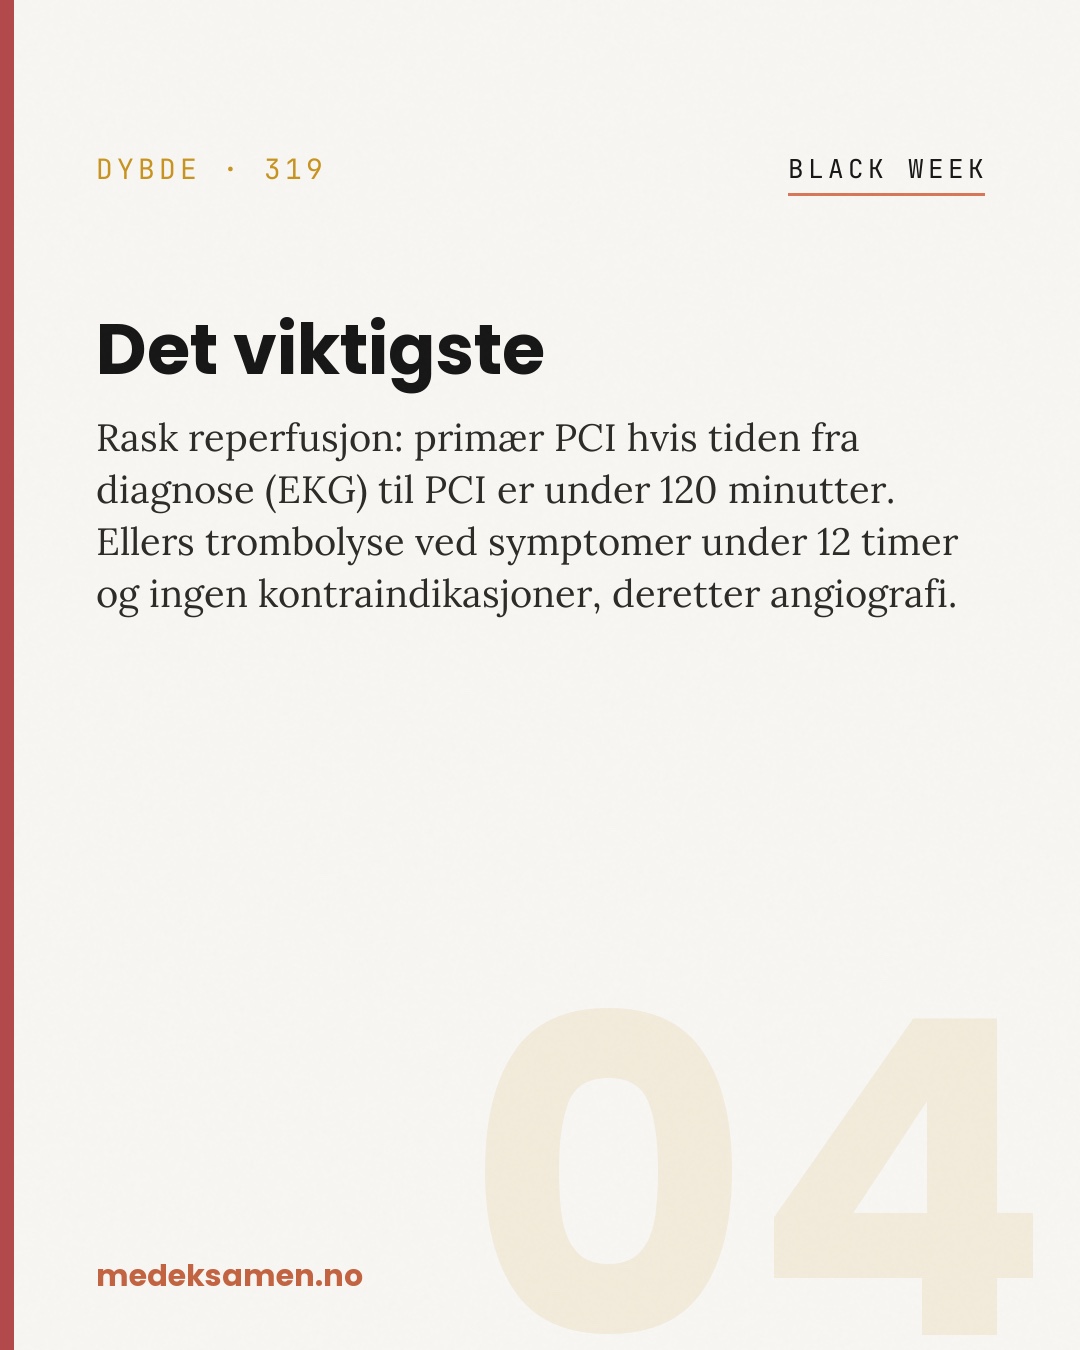 DYBDE · 319
BLACK WEEK
Det viktigste
Rask reperfusjon: primær PCI hvis tiden fra
diagnose (EKG) til PCI er under 120 minutter.
Ellers trombolyse ved symptomer under 12 timer
og ingen kontraindikasjoner, deretter angiografi.
04
medeksamen.no